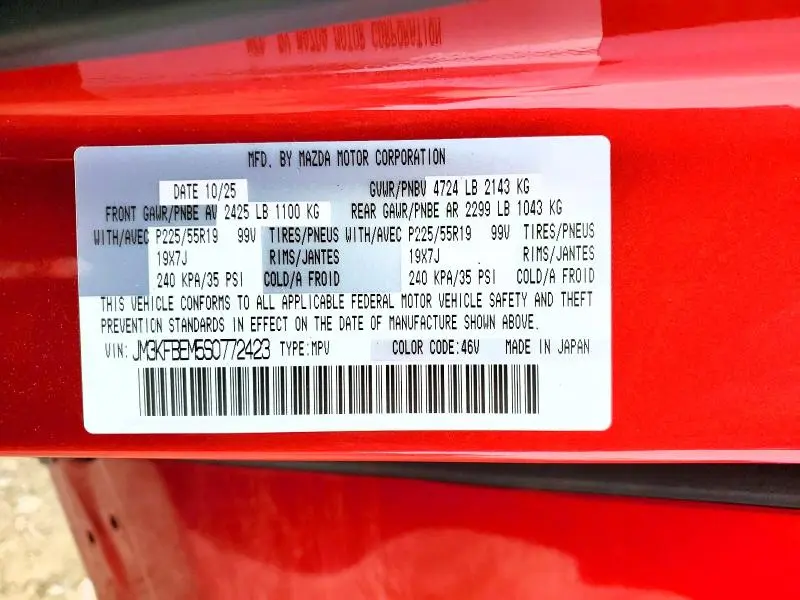 MFD. BY MAZDA MOTOR CORPORATION
DATE 10/25 GVWR/PNBV 4724 LB 2143 KG
FRONT GAWR/PNBE AV 2425 LB 1100 KG REAR GAWR/PNBE AR 2299 LB 1043 KG
WITH/AVEC P225/55R19 99V TIRES/PNEUS WITH/AVEC P225/55R19 99V TIRES/PNEUS
19X7J RIMS/JANTES 19X7J RIMS/JANTES
240 KPA/35 PSI COLD/A FROID 240 KPA/35 PSI COLD/A FROID
THIS VEHICLE CONFORMS TO ALL APPLICABLE FEDERAL MOTOR VEHICLE SAFETY AND THEFT
PREVENTION STANDARDS IN EFFECT ON THE DATE OF MANUFACTURE SHOWN ABOVE.
VIN: JM3KFBEM5S0772423 TYPE:MPV COLOR CODE:46V MADE IN JAPAN